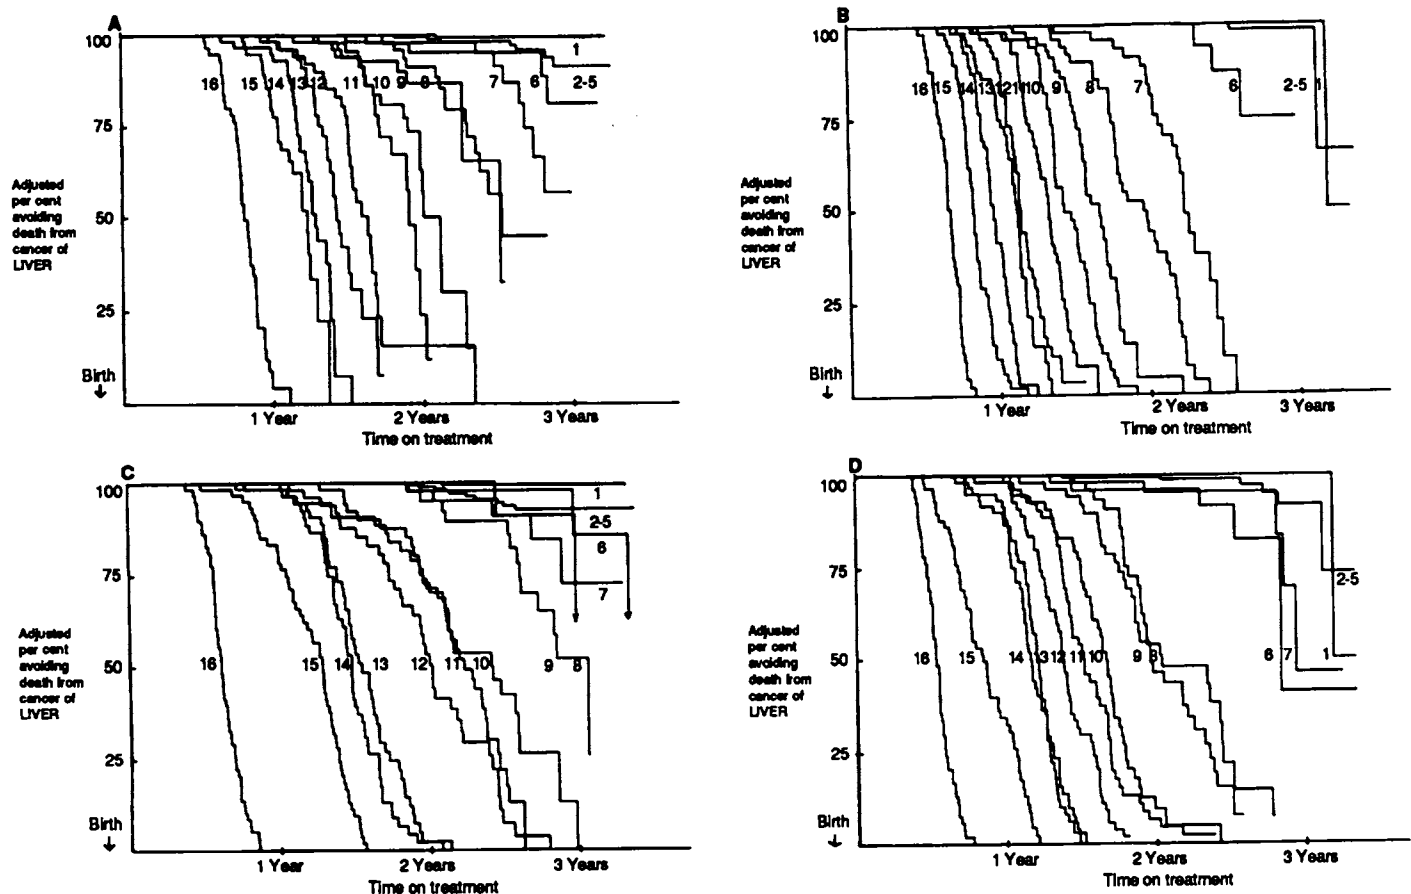 A
100
75
50
25
Adjusted
per cent
avoiding
death from
cancer of
LIVER
Birth
16 15 14 13 12 11 10 9 8 7 6 2-5
1
1 Year 2 Years 3 Years
Time on treatment
B
100
75
50
25
Adjusted
per cent
avoiding
death from
cancer of
LIVER
Birth
16 15 14 13 12 11 10 9 8 7 6 2-5 1
1 Year 2 Years 3 Years
Time on treatment
C
100
75
50
25
Adjusted
per cent
avoiding
death from
cancer of
LIVER
Birth
1
2-5
6
7
16 15 14 13 12 11 10 9 8
1 Year 2 Years 3 Years
Time on treatment
D
100
75
50
25
Adjusted
per cent
avoiding
death from
cancer of
LIVER
Birth
2-5
16 15 14 13 12 11 10 9 8 6 7 1
1 Year 2 Years 3 Years
Time on treatment